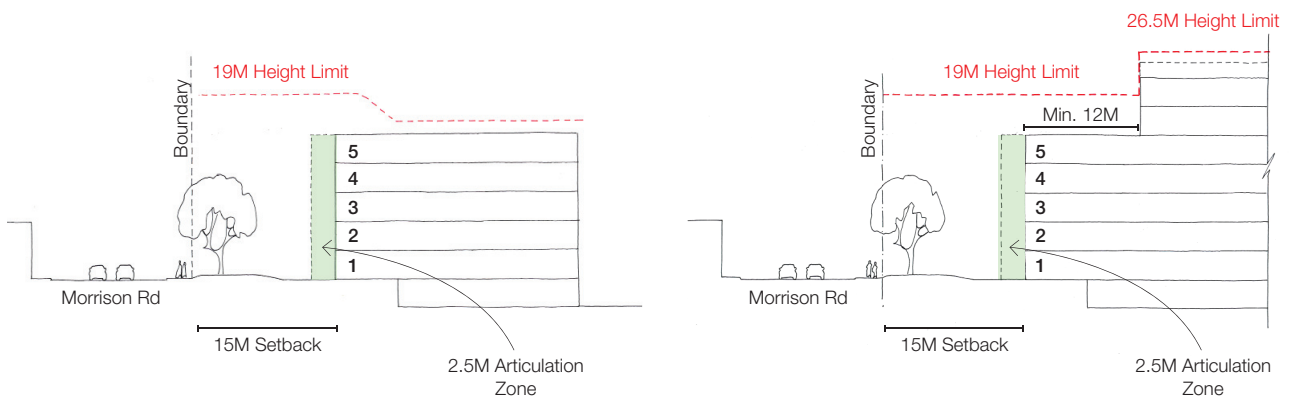 19M Height Limit
Boundary
5
4
3
2
1
Morrison Rd
15M Setback
2.5M Articulation
Zone
26.5M Height Limit
19M Height Limit
Boundary
Min. 12M
5
4
3
2
1
Morrison Rd
15M Setback
2.5M Articulation
Zone